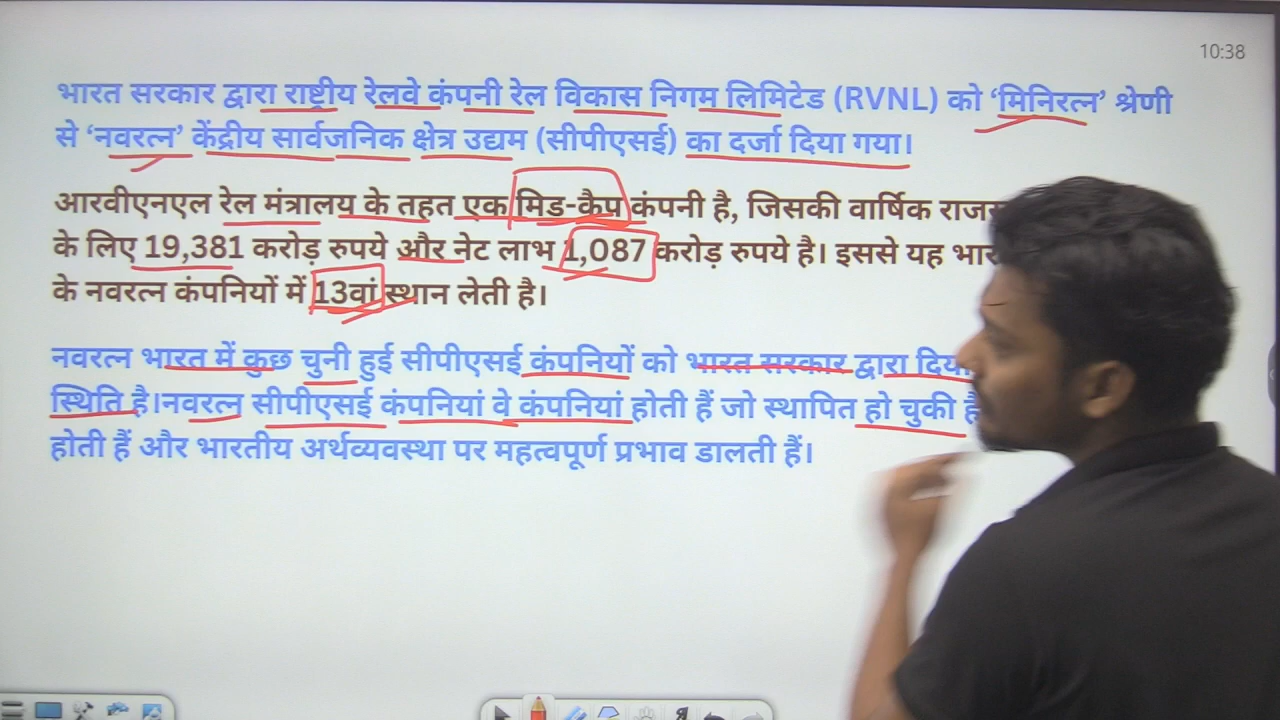 10:38
भारत सरकार द्वारा राष्ट्रीय रेलवे कंपनी रेल विकास निगम लिमिटेड (RVNL) को ‘मिनिरत्न’ श्रेणी
से ‘नवरत्न’ केंद्रीय सार्वजनिक क्षेत्र उद्यम (सीपीएसई) का दर्जा दिया गया।
आरवीएनएल रेल मंत्रालय के तहत एक मिड-कैप कंपनी है, जिसकी वार्षिक
के लिए 19,381 करोड़ रुपये और नेट लाभ 1,087 करोड़ रुपये है। इससे यह
के नवरत्न कंपनियों में 13वां स्थान लेती है।
नवरत्न भारत में कुछ चुनी हुई सीपीएसई कंपनियों को भारत सरकार द्वारा
स्थिति है।नवरत्न सीपीएसई कंपनियां वे कंपनियां होती हैं जो स्थापित हो चुकी
होती हैं और भारतीय अर्थव्यवस्था पर महत्वपूर्ण प्रभाव डालती हैं।